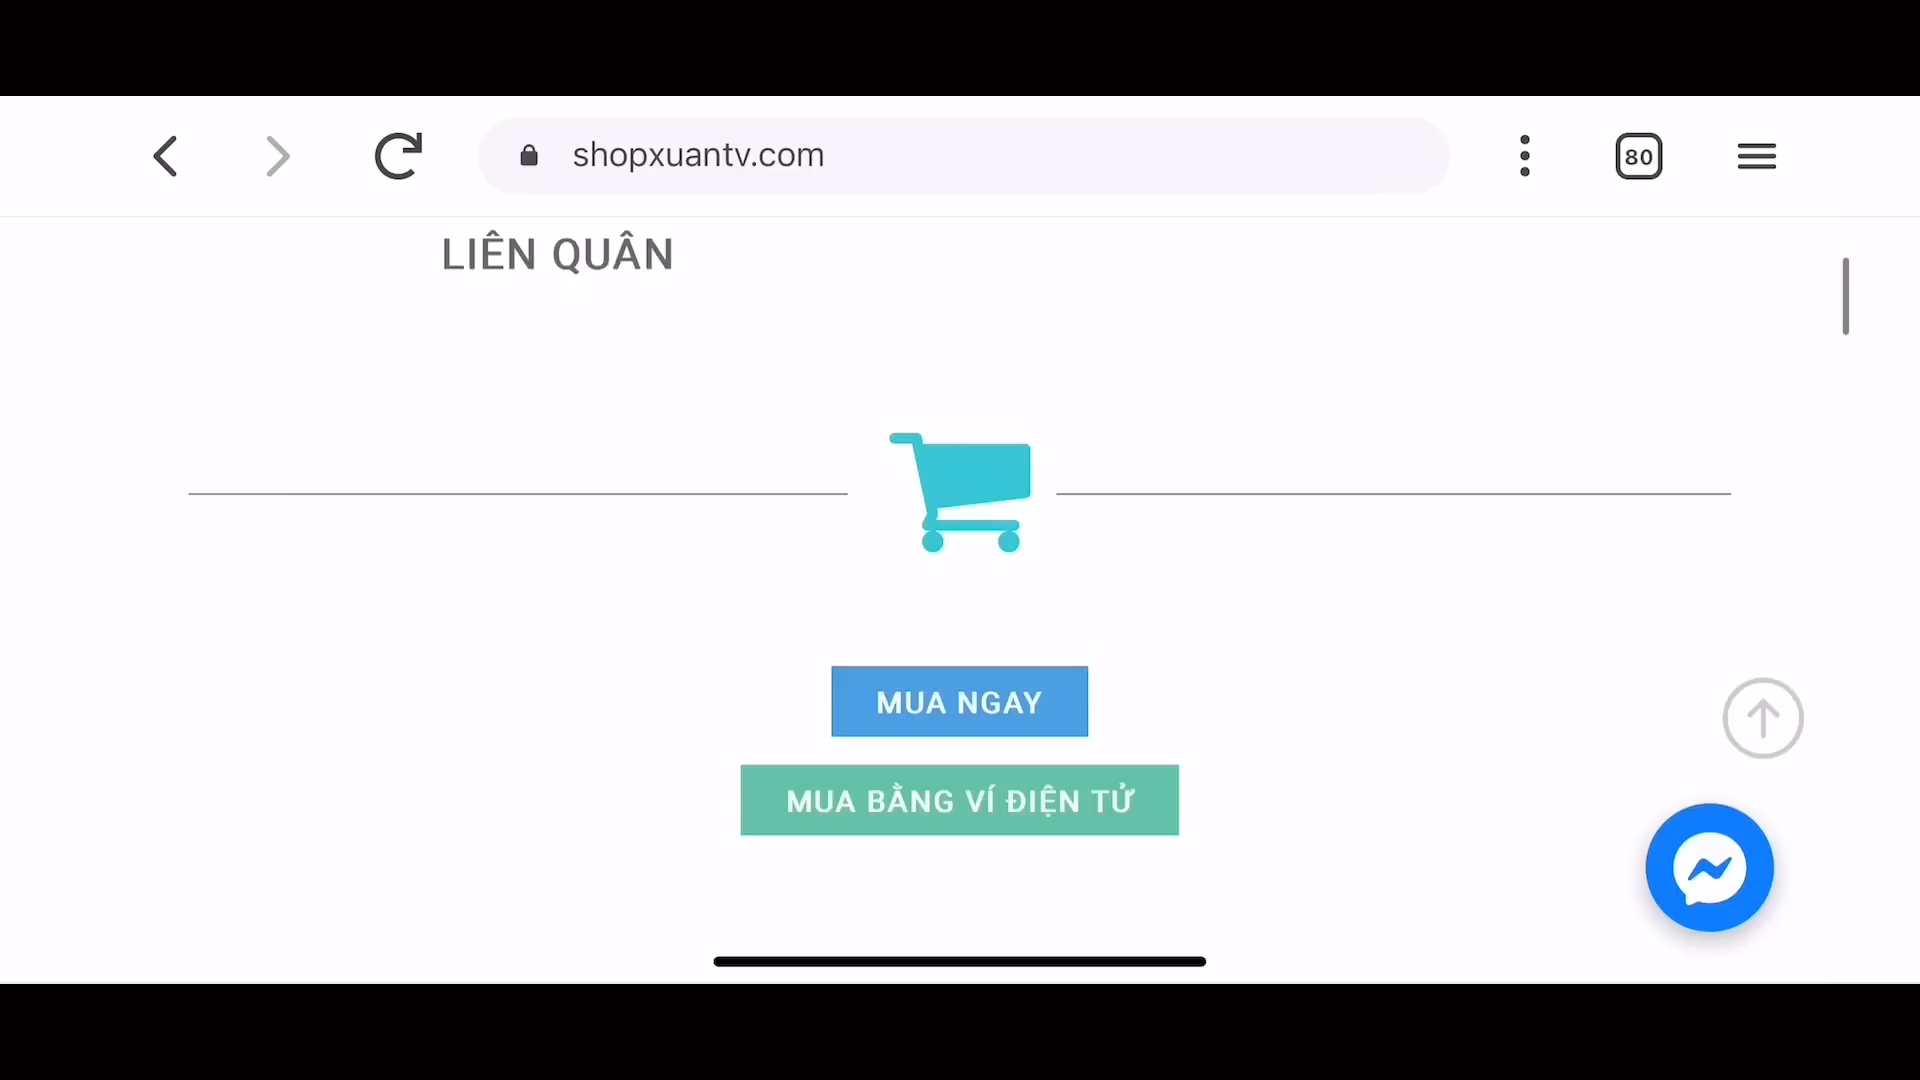 shopxuantv.com
80
LIÊN QUÂN
MUA NGAY
MUA BẰNG VÍ ĐIỆN TỬ